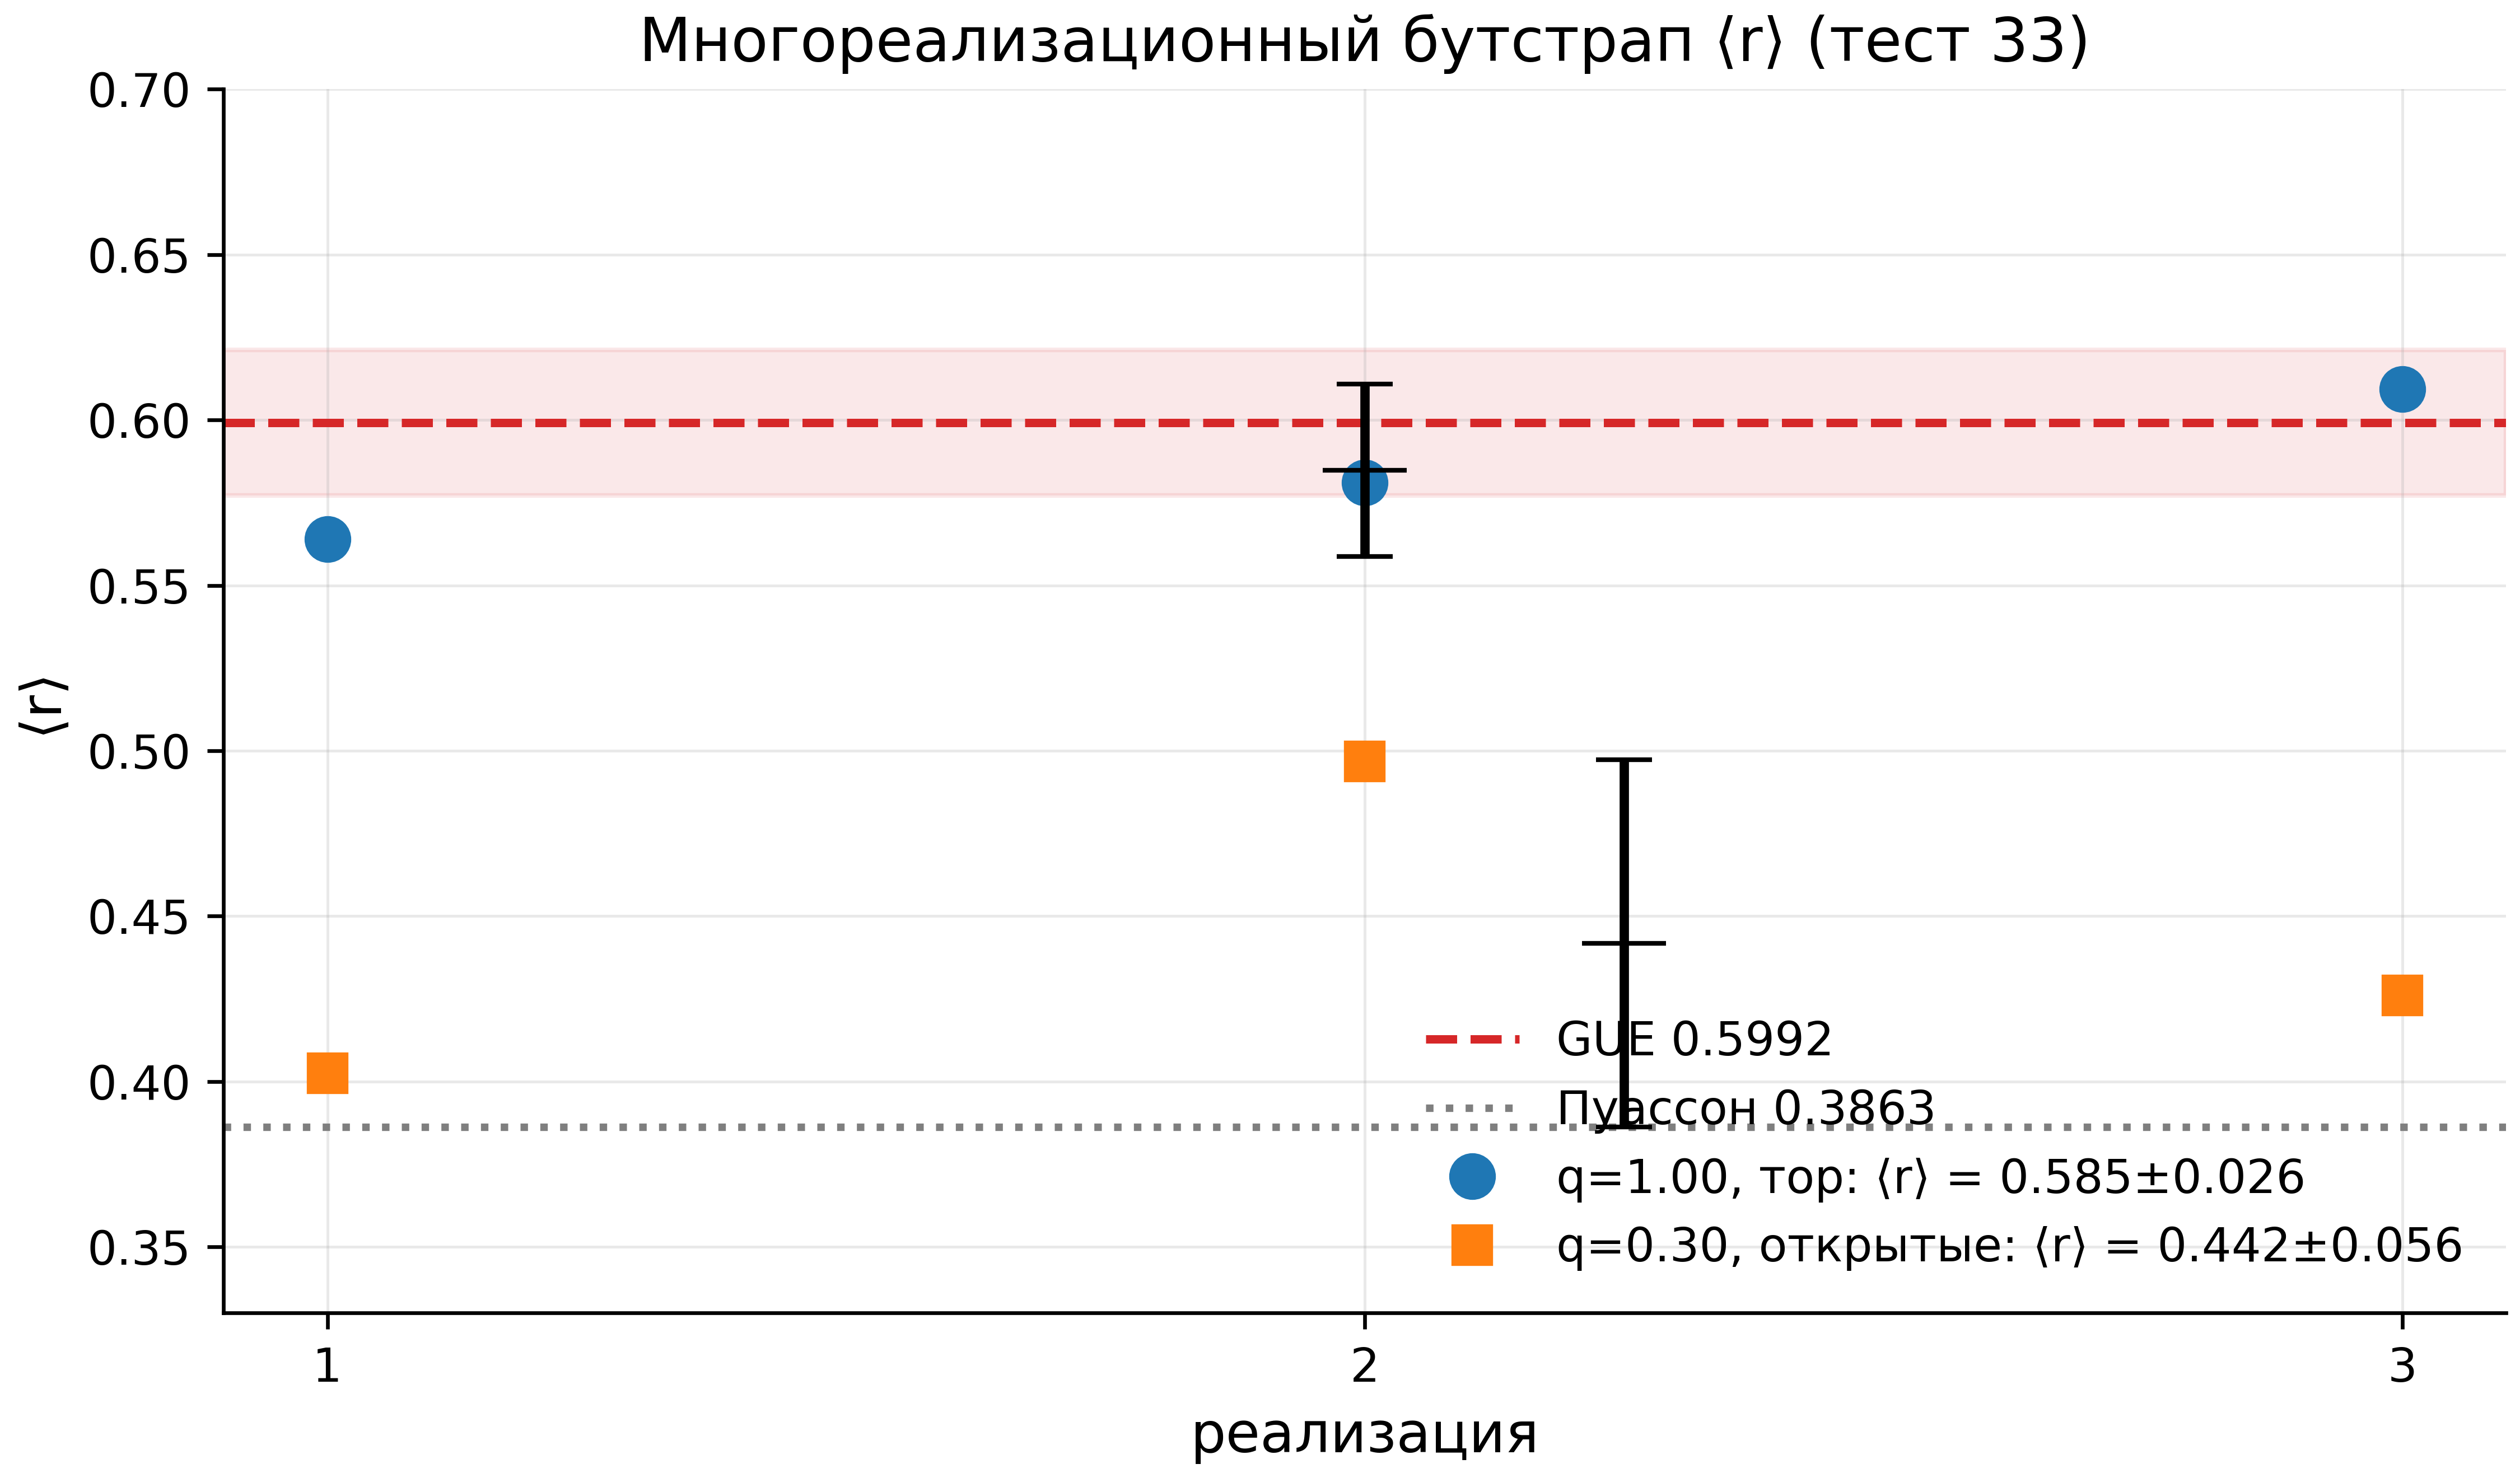 Многореализационный бутстрап ⟨r⟩ (тест 33)
0.70
0.65
0.60
0.55
0.50
0.45
0.40
0.35
⟨r⟩
GUE 0.5992
Пуассон 0.3863
q=1.00, тор: ⟨r⟩ = 0.585±0.026
q=0.30, открытые: ⟨r⟩ = 0.442±0.056
1 2 3
реализация